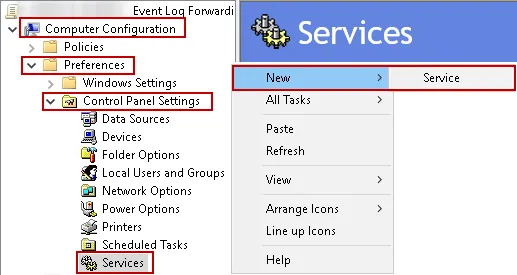 Event Log Forwardi
Computer Configuration
Policies
Preferences
Windows Settings
Control Panel Settings
Data Sources
Devices
Folder Options
Local Users and Groups
Network Options
Power Options
Printers
Scheduled Tasks
Services
Services
New
Service
All Tasks
Paste
Refresh
View
Arrange Icons
Line up Icons
Help